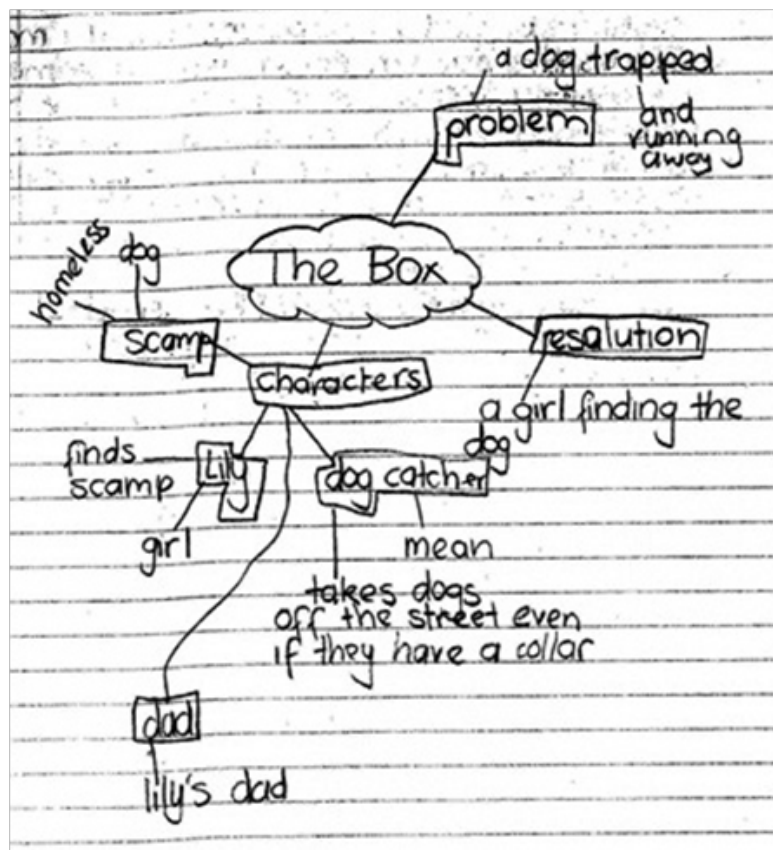 a dog trapped
and
running
away
problem
The Box
homeless
dog
scamp
resalution
a girl finding the
dog
characters
Lily
finds
scamp
girl
dog catcher
mean
takes dogs
off the street even
if they have a collar
dad
lily's dad